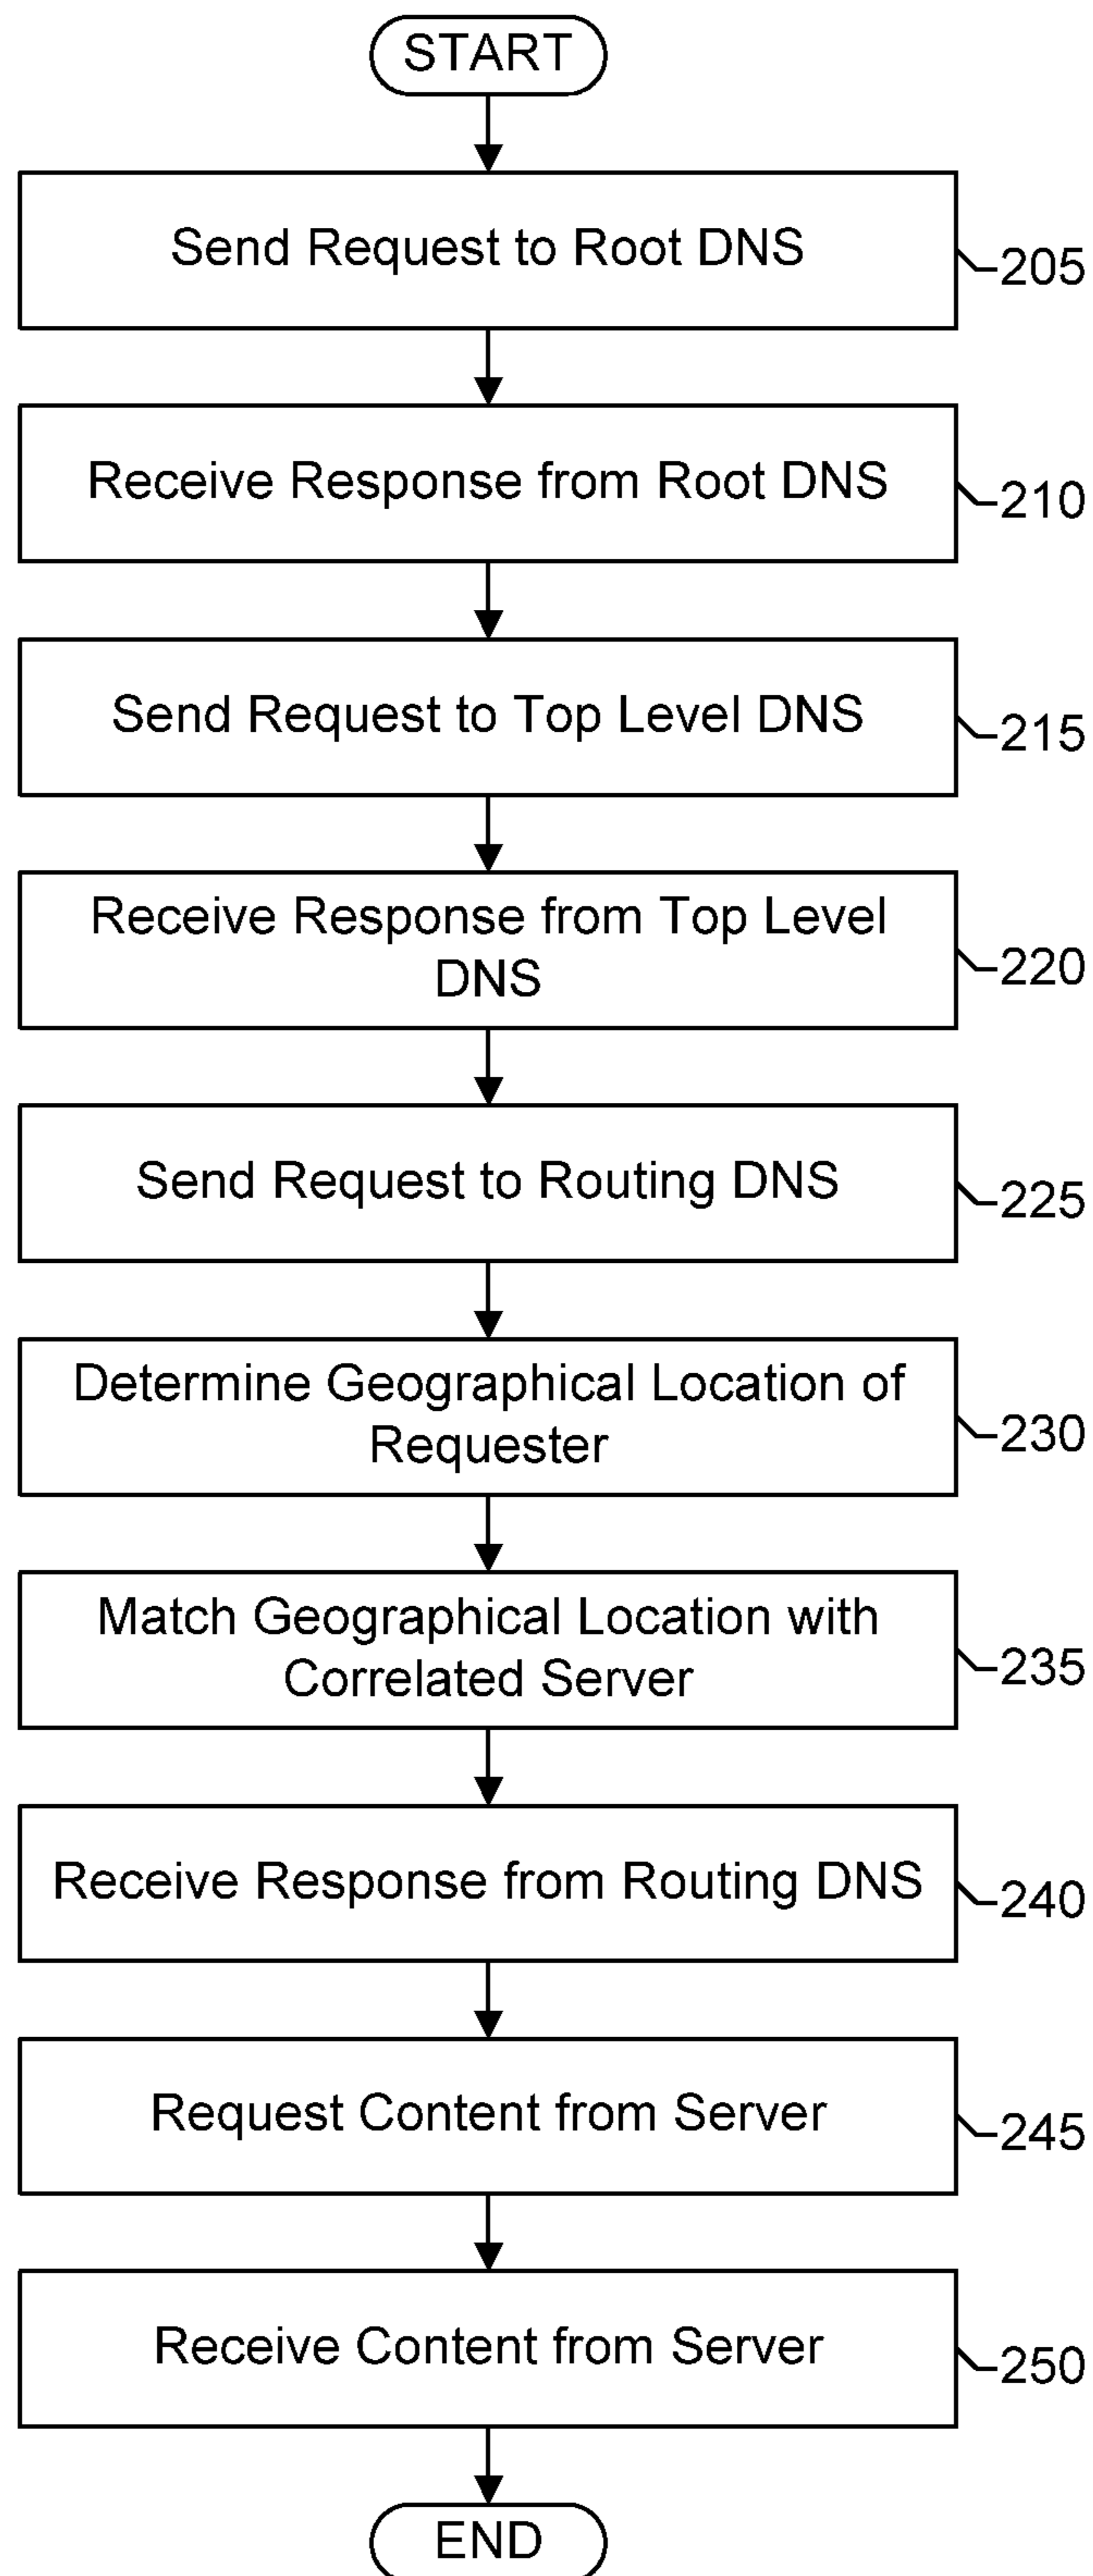 START
Send Request to Root DNS
205
Receive Response from Root DNS
210
Send Request to Top Level DNS
215
Receive Response from Top Level
DNS
220
Send Request to Routing DNS
225
Determine Geographical Location of
Requester
230
Match Geographical Location with
Correlated Server
235
Receive Response from Routing DNS
240
Request Content from Server
245
Receive Content from Server
250
END